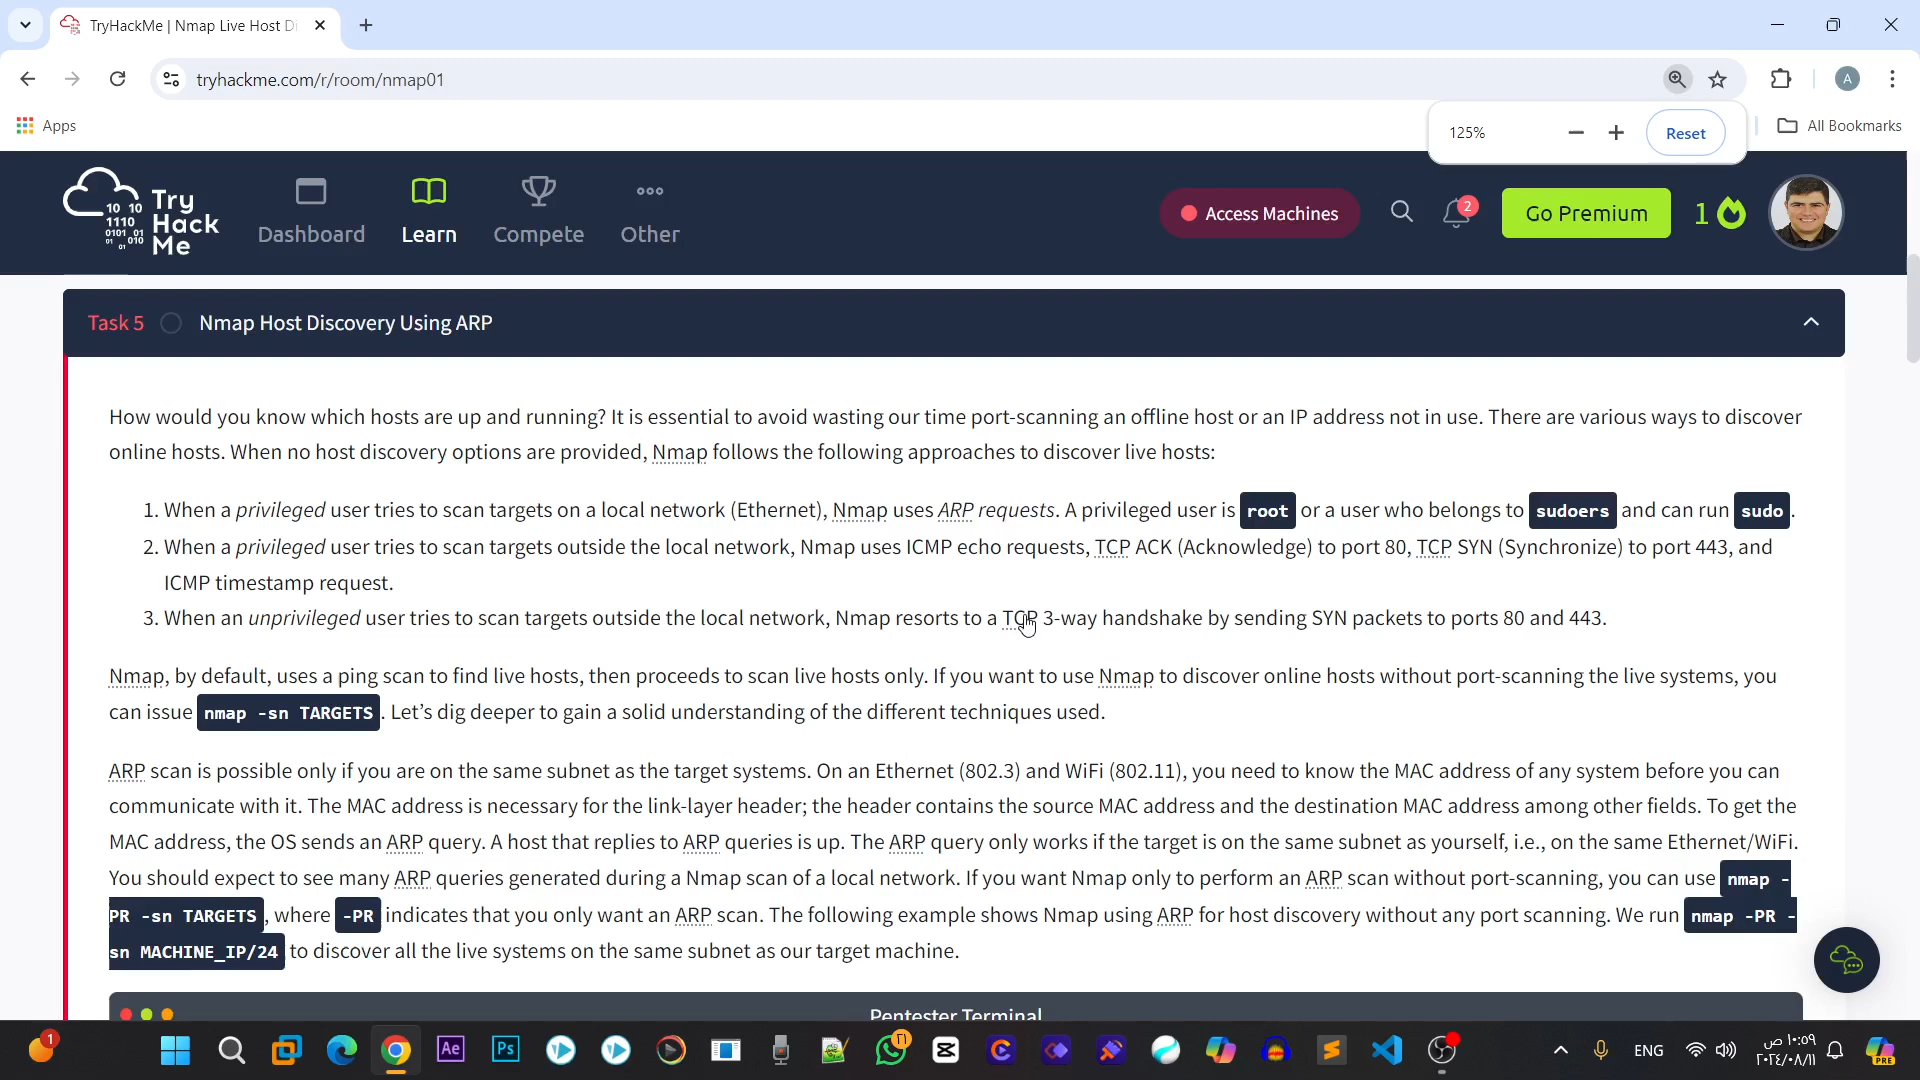 TryHackMe | Nmap Live Host Di
tryhackme.com/r/room/nmap01
A
Apps
125%
Reset
All Bookmarks
10 10
1110
0101 01
01 010
01
Try
Hack
Me
Dashboard
Learn
Compete
Other
Access Machines
2
Go Premium
1
Task 5 Nmap Host Discovery Using ARP
How would you know which hosts are up and running? It is essential to avoid wasting our time port-scanning an offline host or an IP address not in use. There are various ways to discover
online hosts. When no host discovery options are provided, Nmap follows the following approaches to discover live hosts:
1. When a privileged user tries to scan targets on a local network (Ethernet), Nmap uses ARP requests. A privileged user is root or a user who belongs to sudoers and can run sudo .
2. When a privileged user tries to scan targets outside the local network, Nmap uses ICMP echo requests, TCP ACK (Acknowledge) to port 80, TCP SYN (Synchronize) to port 443, and
ICMP timestamp request.
3. When an unprivileged user tries to scan targets outside the local network, Nmap resorts to a TCP 3-way handshake by sending SYN packets to ports 80 and 443.
Nmap, by default, uses a ping scan to find live hosts, then proceeds to scan live hosts only. If you want to use Nmap to discover online hosts without port-scanning the live systems, you
can issue nmap -sn TARGETS . Let’s dig deeper to gain a solid understanding of the different techniques used.
ARP scan is possible only if you are on the same subnet as the target systems. On an Ethernet (802.3) and WiFi (802.11), you need to know the MAC address of any system before you can
communicate with it. The MAC address is necessary for the link-layer header; the header contains the source MAC address and the destination MAC address among other fields. To get the
MAC address, the OS sends an ARP query. A host that replies to ARP queries is up. The ARP query only works if the target is on the same subnet as yourself, i.e., on the same Ethernet/WiFi.
You should expect to see many ARP queries generated during a Nmap scan of a local network. If you want Nmap only to perform an ARP scan without port-scanning, you can use nmap -
PR -sn TARGETS , where -PR indicates that you only want an ARP scan. The following example shows Nmap using ARP for host discovery without any port scanning. We run nmap -PR -
sn MACHINE_IP/24 to discover all the live systems on the same subnet as our target machine.
Pentester Terminal
1
Ae
Ps
٢١
ENG
١٠:٥٩ ص
٢٠٢٤/٠٨/١١
PRE